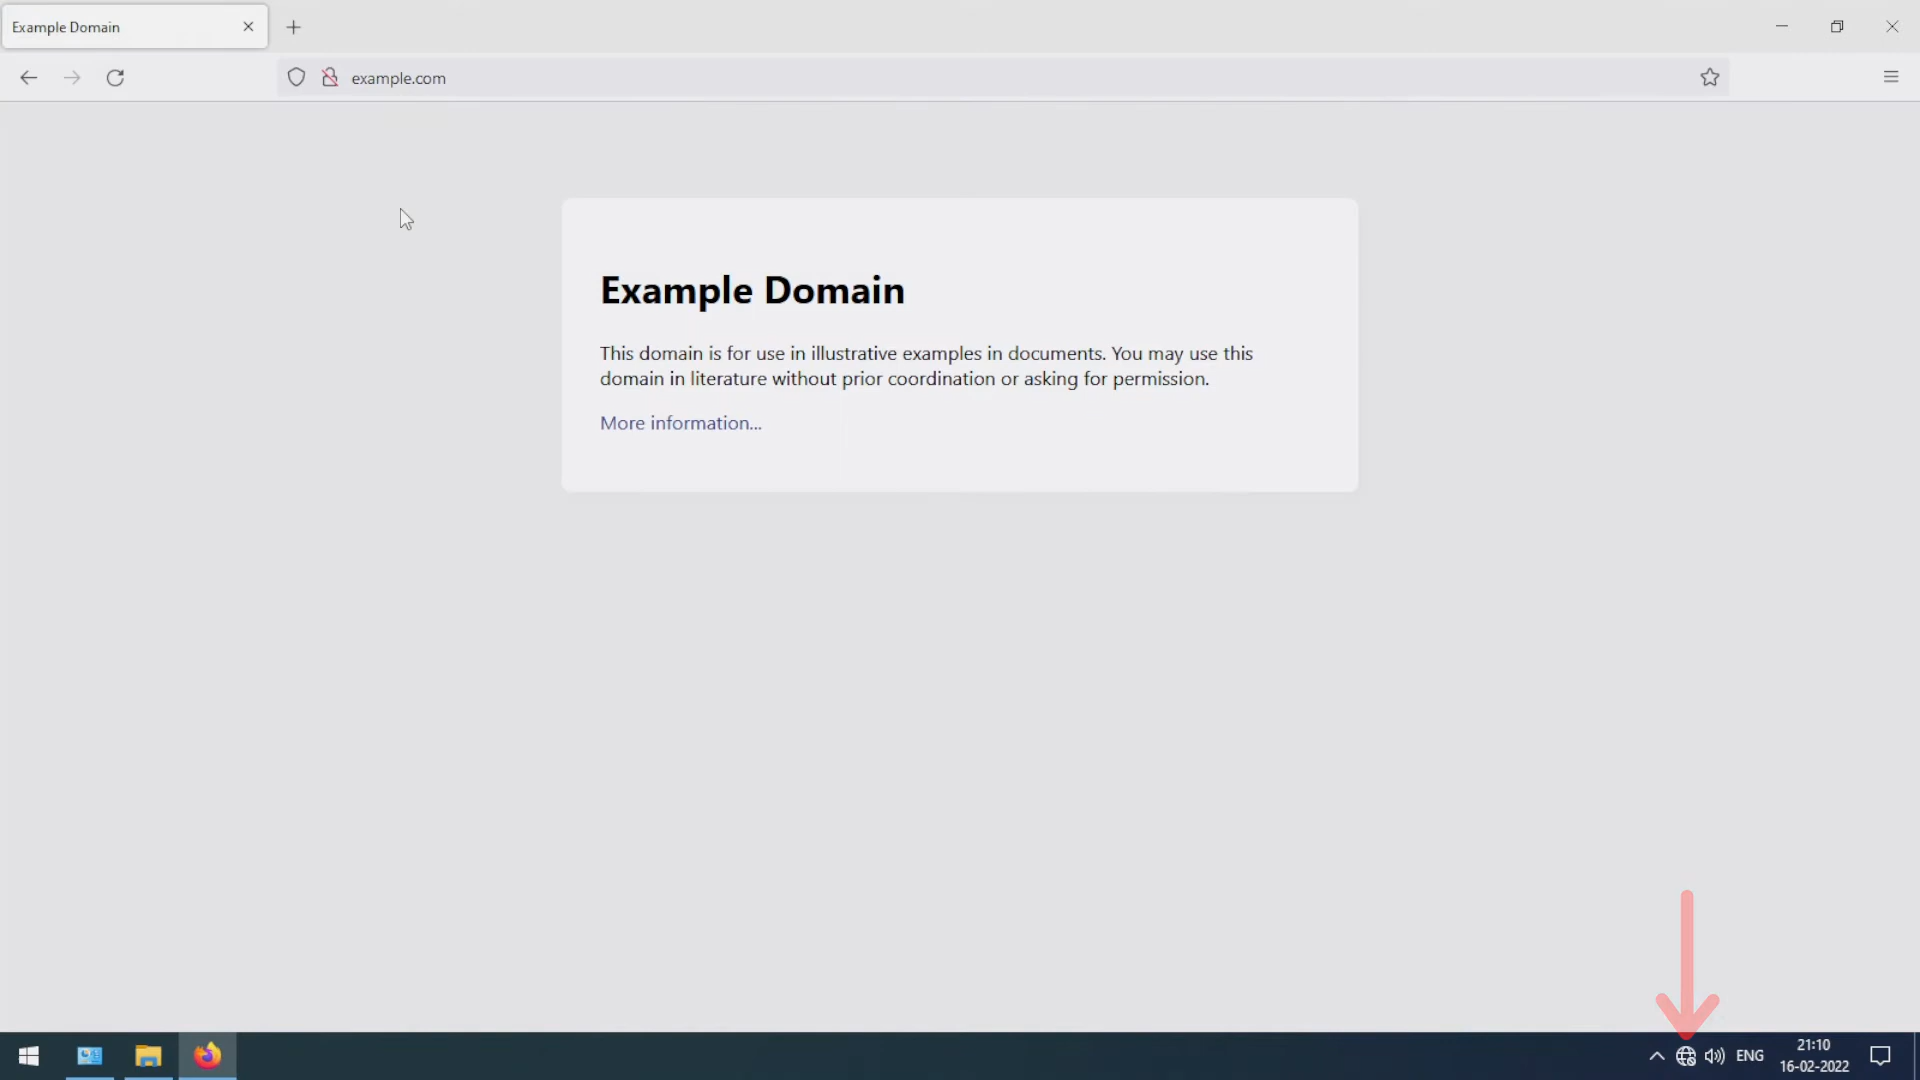 Example Domain
example.com
Example Domain
This domain is for use in illustrative examples in documents. You may use this
domain in literature without prior coordination or asking for permission.
More information...
ENG
21:10
16-02-2022